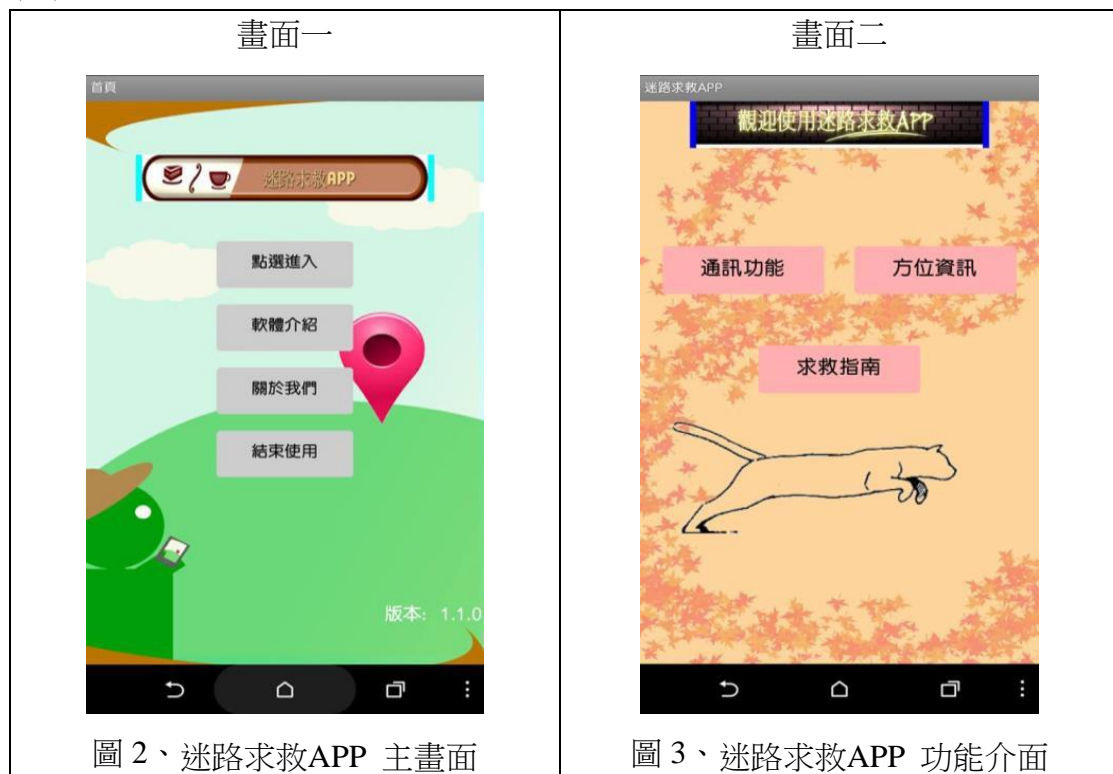 畫面一
首頁
迷路求救APP
點選進入
軟體介紹
關於我們
結束使用
版本: 1.1.0
圖 2、迷路求救APP 主畫面
畫面二
迷路求救APP
觀迎使用迷路求救APP
通訊功能
方位資訊
求救指南
圖 3、迷路求救APP 功能介面